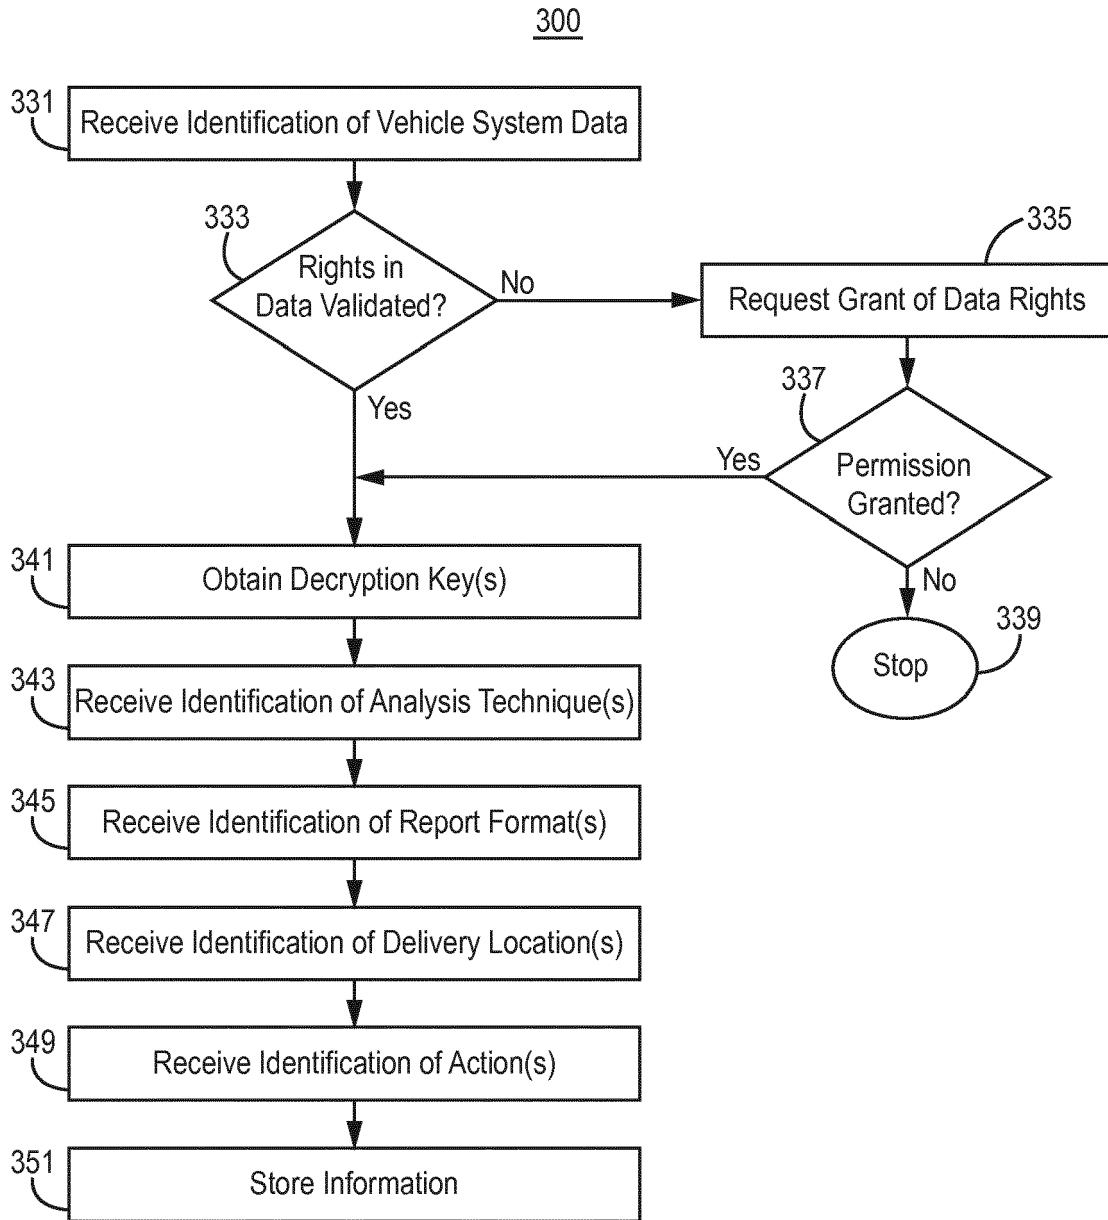 300
331
Receive Identification of Vehicle System Data
333
Rights in
Data Validated?
No
335
Request Grant of Data Rights
Yes
337
Permission
Granted?
Yes
No
339
Stop
341
Obtain Decryption Key(s)
343
Receive Identification of Analysis Technique(s)
345
Receive Identification of Report Format(s)
347
Receive Identification of Delivery Location(s)
349
Receive Identification of Action(s)
351
Store Information